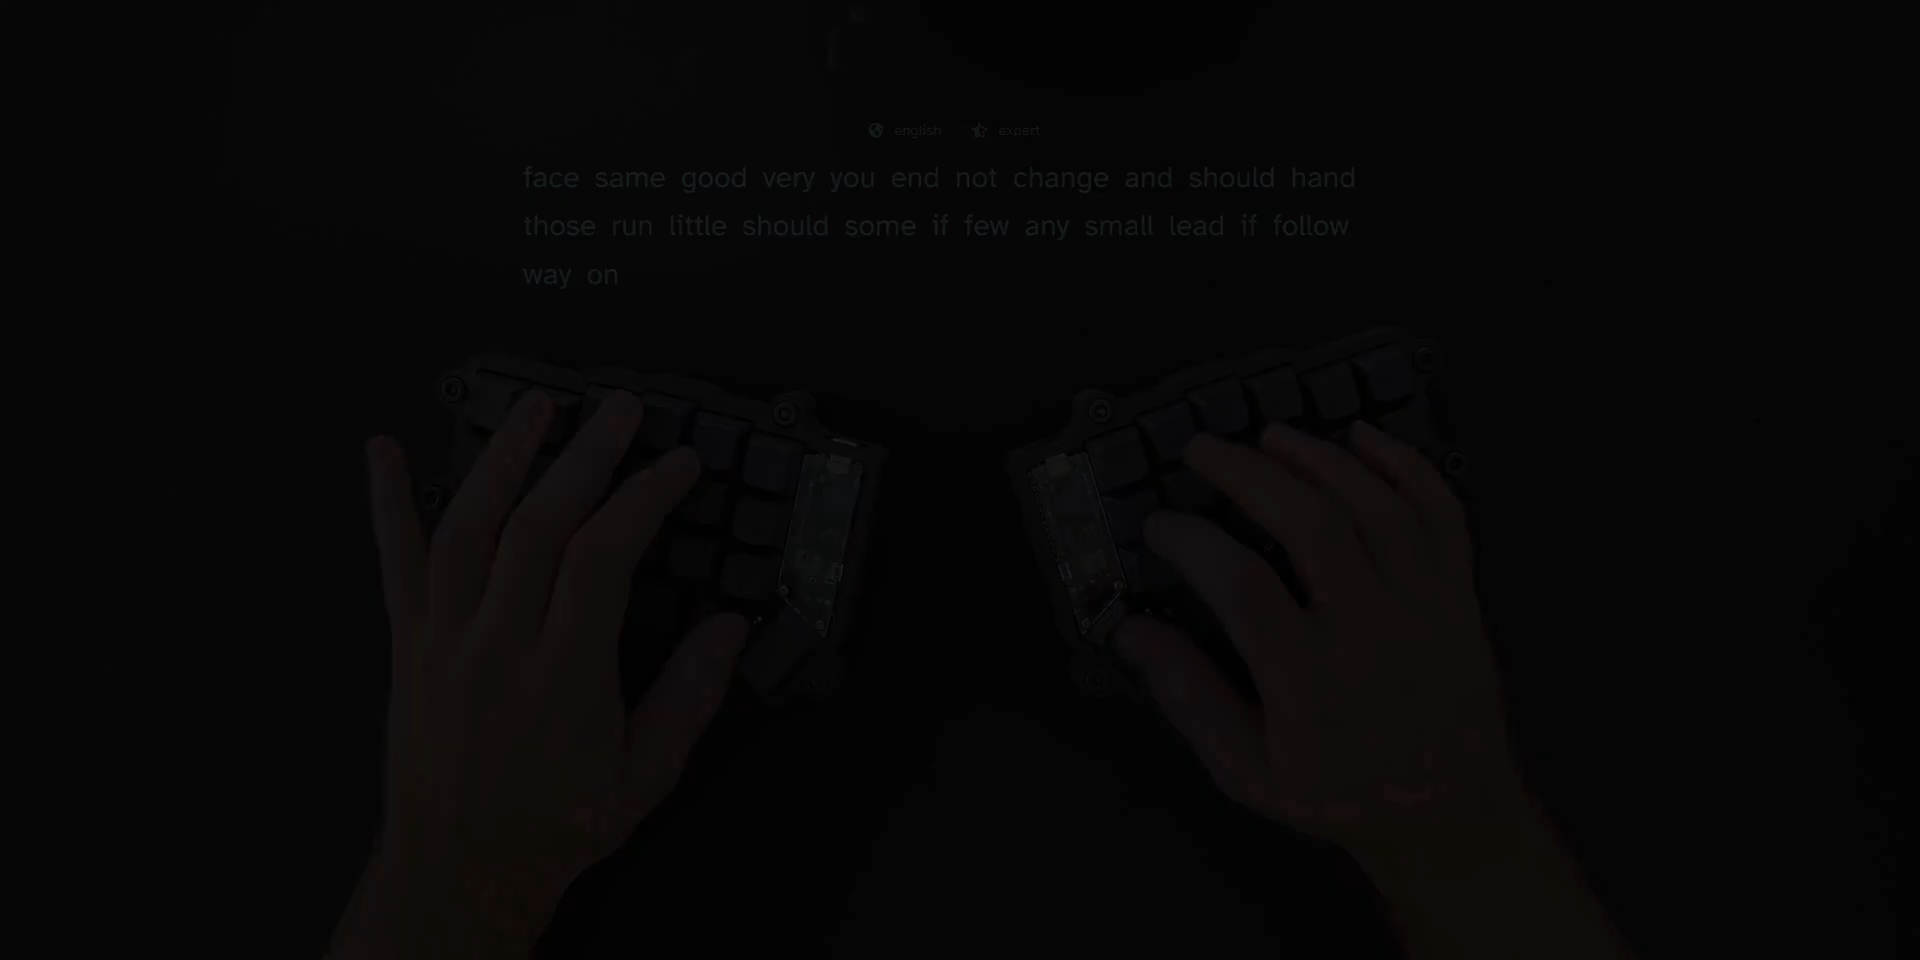 english expert
face same good very you end not change and should hand
those run little should some if few any small lead if follow
way on